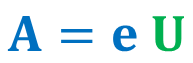 A = e U